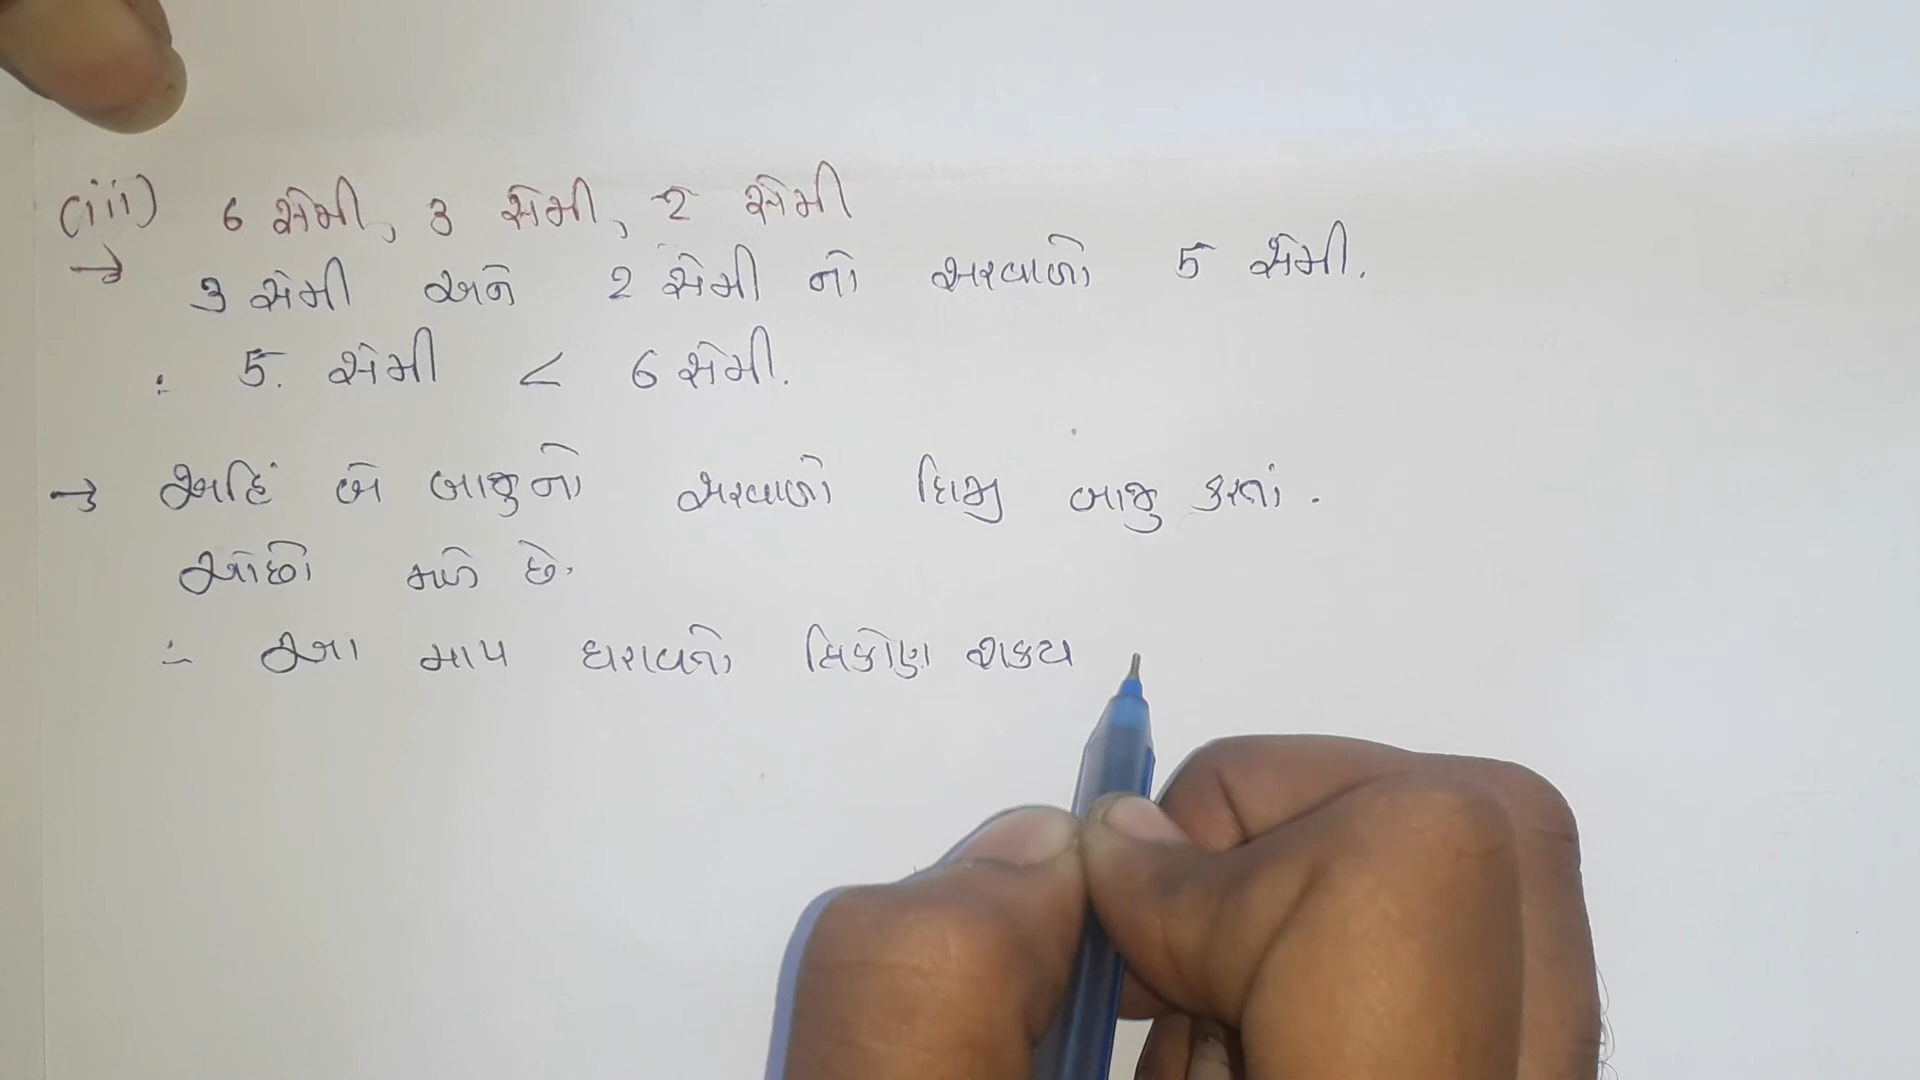 (iii) 6 સેમી, 3 સેમી, 2 સેમી
→ 3 સેમી અને 2 સેમી નો સરવાળો 5 સેમી.
∴ 5. સેમી < 6 સેમી.
→ અહિં બે બાજુનો સરવાળો ત્રિજી બાજુ કરતાં .
ઓછો મળે છે.
∴ આ માપ ધરાવતો ત્રિકોણ શક્ય